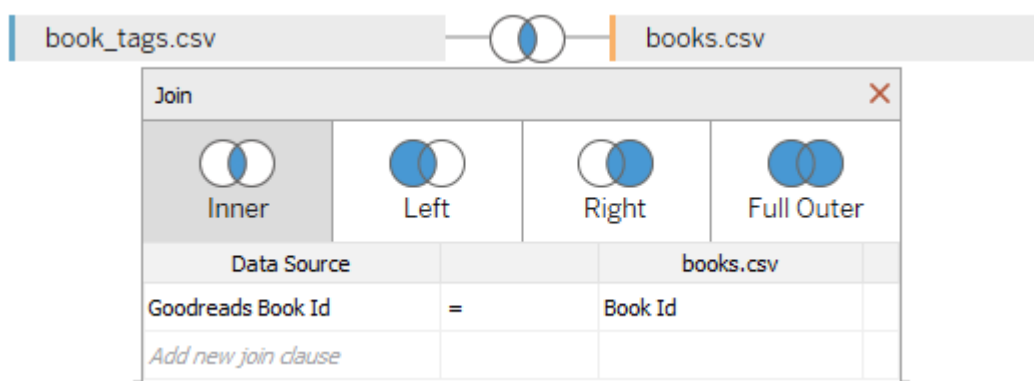 book_tags.csv books.csv
Join
Inner Left Right Full Outer
Data Source books.csv
Goodreads Book Id = Book Id
Add new join clause